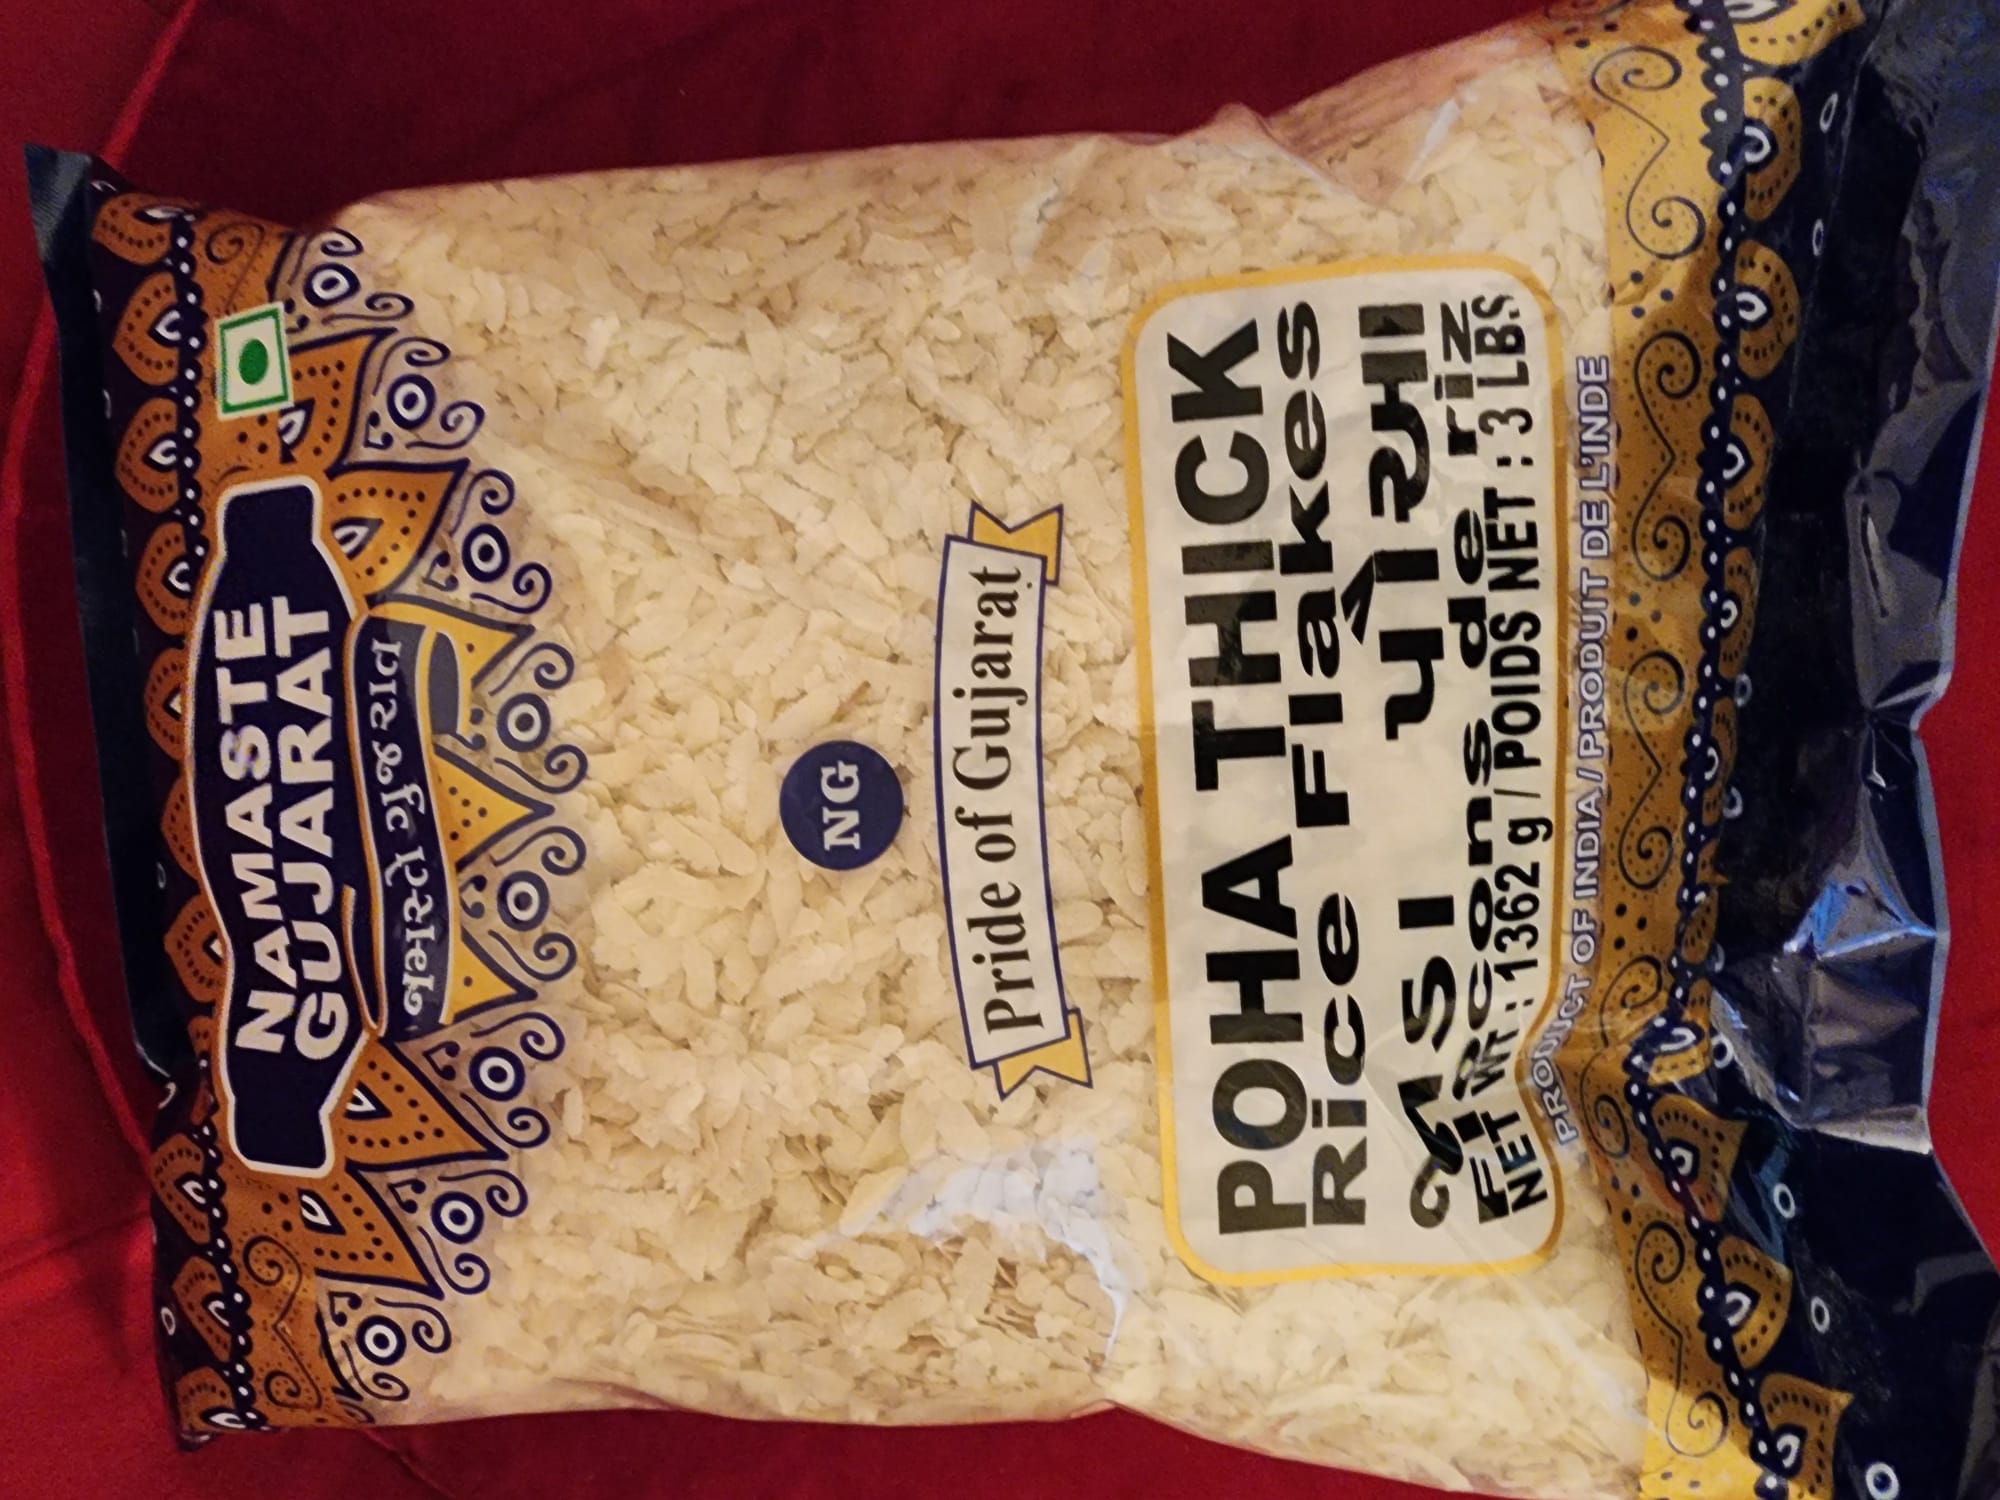 NAMASTE
GUJARAT
નમસ્તે ગુજરાત
NG
Pride of Gujarat
POHA THICK
Rice Flakes
જાડા પૌંઆ
Flocons de riz
NET WT.: 1362 g / POIDS NET : 3 LBS
PRODUCT OF INDIA / PRODUIT DE L'INDE